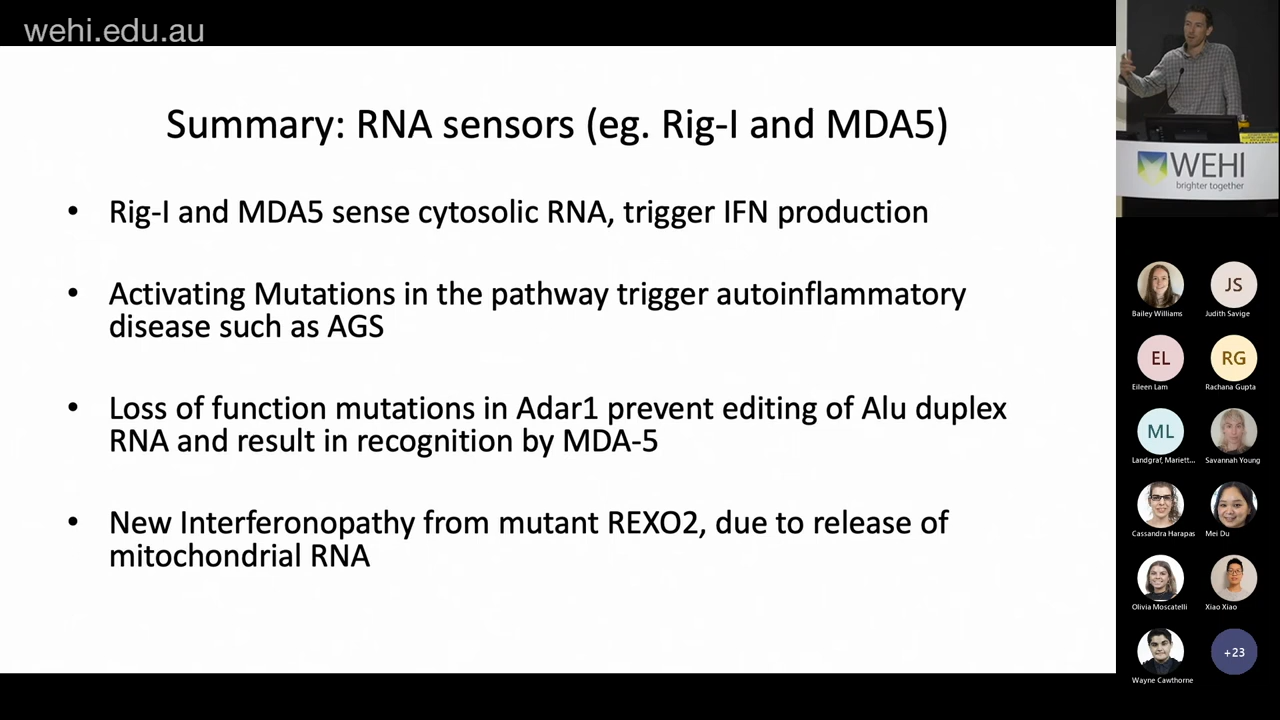 wehi.edu.au
Summary: RNA sensors (eg. Rig-I and MDA5)
• Rig-I and MDA5 sense cytosolic RNA, trigger IFN production
• Activating Mutations in the pathway trigger autoinflammatory
disease such as AGS
• Loss of function mutations in Adar1 prevent editing of Alu duplex
RNA and result in recognition by MDA-5
• New Interferonopathy from mutant REXO2, due to release of
mitochondrial RNA
WEHI
brighter together
Bailey Williams
JS
Judith Savige
EL
Eileen Lam
RG
Rachana Gupta
ML
Landgraf, Mariett...
Savannah Young
Cassandra Harapas
Mei Du
Olivia Moscatelli
Xiao Xiao
Wayne Cawthorne
+23